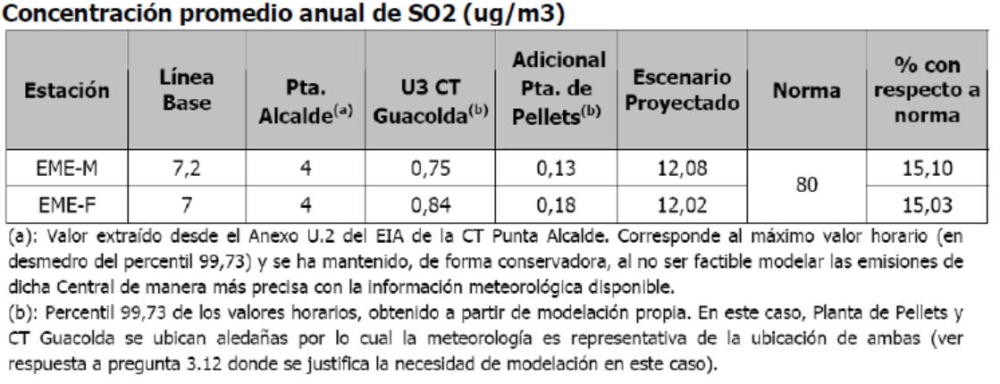 Concentración promedio anual de SO2 (ug/m3)
Estación | Línea Base | Pta. Alcalde(a) | U3 CT Guacolda(b) | Adicional Pta. de Pellets(b) | Escenario Proyectado | Norma | % con respecto a norma
EME-M | 7,2 | 4 | 0,75 | 0,13 | 12,08 | 80 | 15,10
EME-F | 7 | 4 | 0,84 | 0,18 | 12,02 | 15,03
(a): Valor extraído desde el Anexo U.2 del EIA de la CT Punta Alcalde. Corresponde al máximo valor horario (en
desmedro del percentil 99,73) y se ha mantenido, de forma conservadora, al no ser factible modelar las emisiones de
dicha Central de manera más precisa con la información meteorológica disponible.
(b): Percentil 99,73 de los valores horarios, obtenido a partir de modelación propia. En este caso, Planta de Pellets y
CT Guacolda se ubican aledañas por lo cual la meteorología es representativa de la ubicación de ambas (ver
respuesta a pregunta 3.12 donde se justifica la necesidad de modelación en este caso).